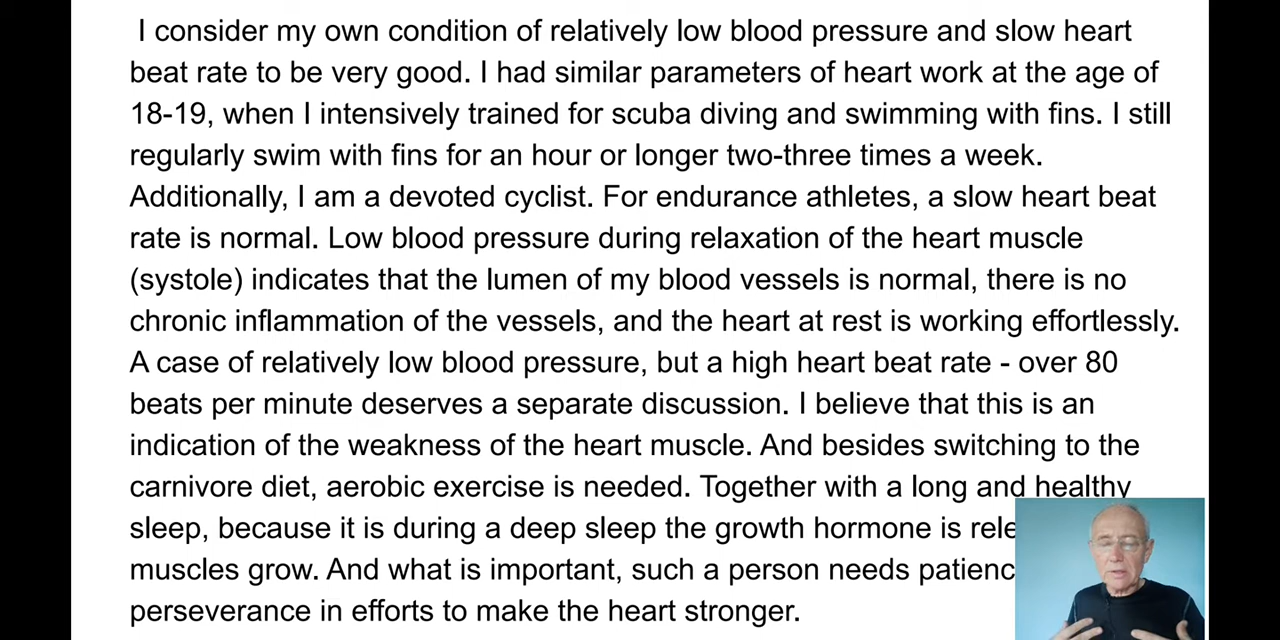 I consider my own condition of relatively low blood pressure and slow heart
beat rate to be very good. I had similar parameters of heart work at the age of
18-19, when I intensively trained for scuba diving and swimming with fins. I still
regularly swim with fins for an hour or longer two-three times a week.
Additionally, I am a devoted cyclist. For endurance athletes, a slow heart beat
rate is normal. Low blood pressure during relaxation of the heart muscle
(systole) indicates that the lumen of my blood vessels is normal, there is no
chronic inflammation of the vessels, and the heart at rest is working effortlessly.
A case of relatively low blood pressure, but a high heart beat rate - over 80
beats per minute deserves a separate discussion. I believe that this is an
indication of the weakness of the heart muscle. And besides switching to the
carnivore diet, aerobic exercise is needed. Together with a long and healthy
sleep, because it is during a deep sleep the growth hormone is
muscles grow. And what is important, such a person needs
perseverance in efforts to make the heart stronger.